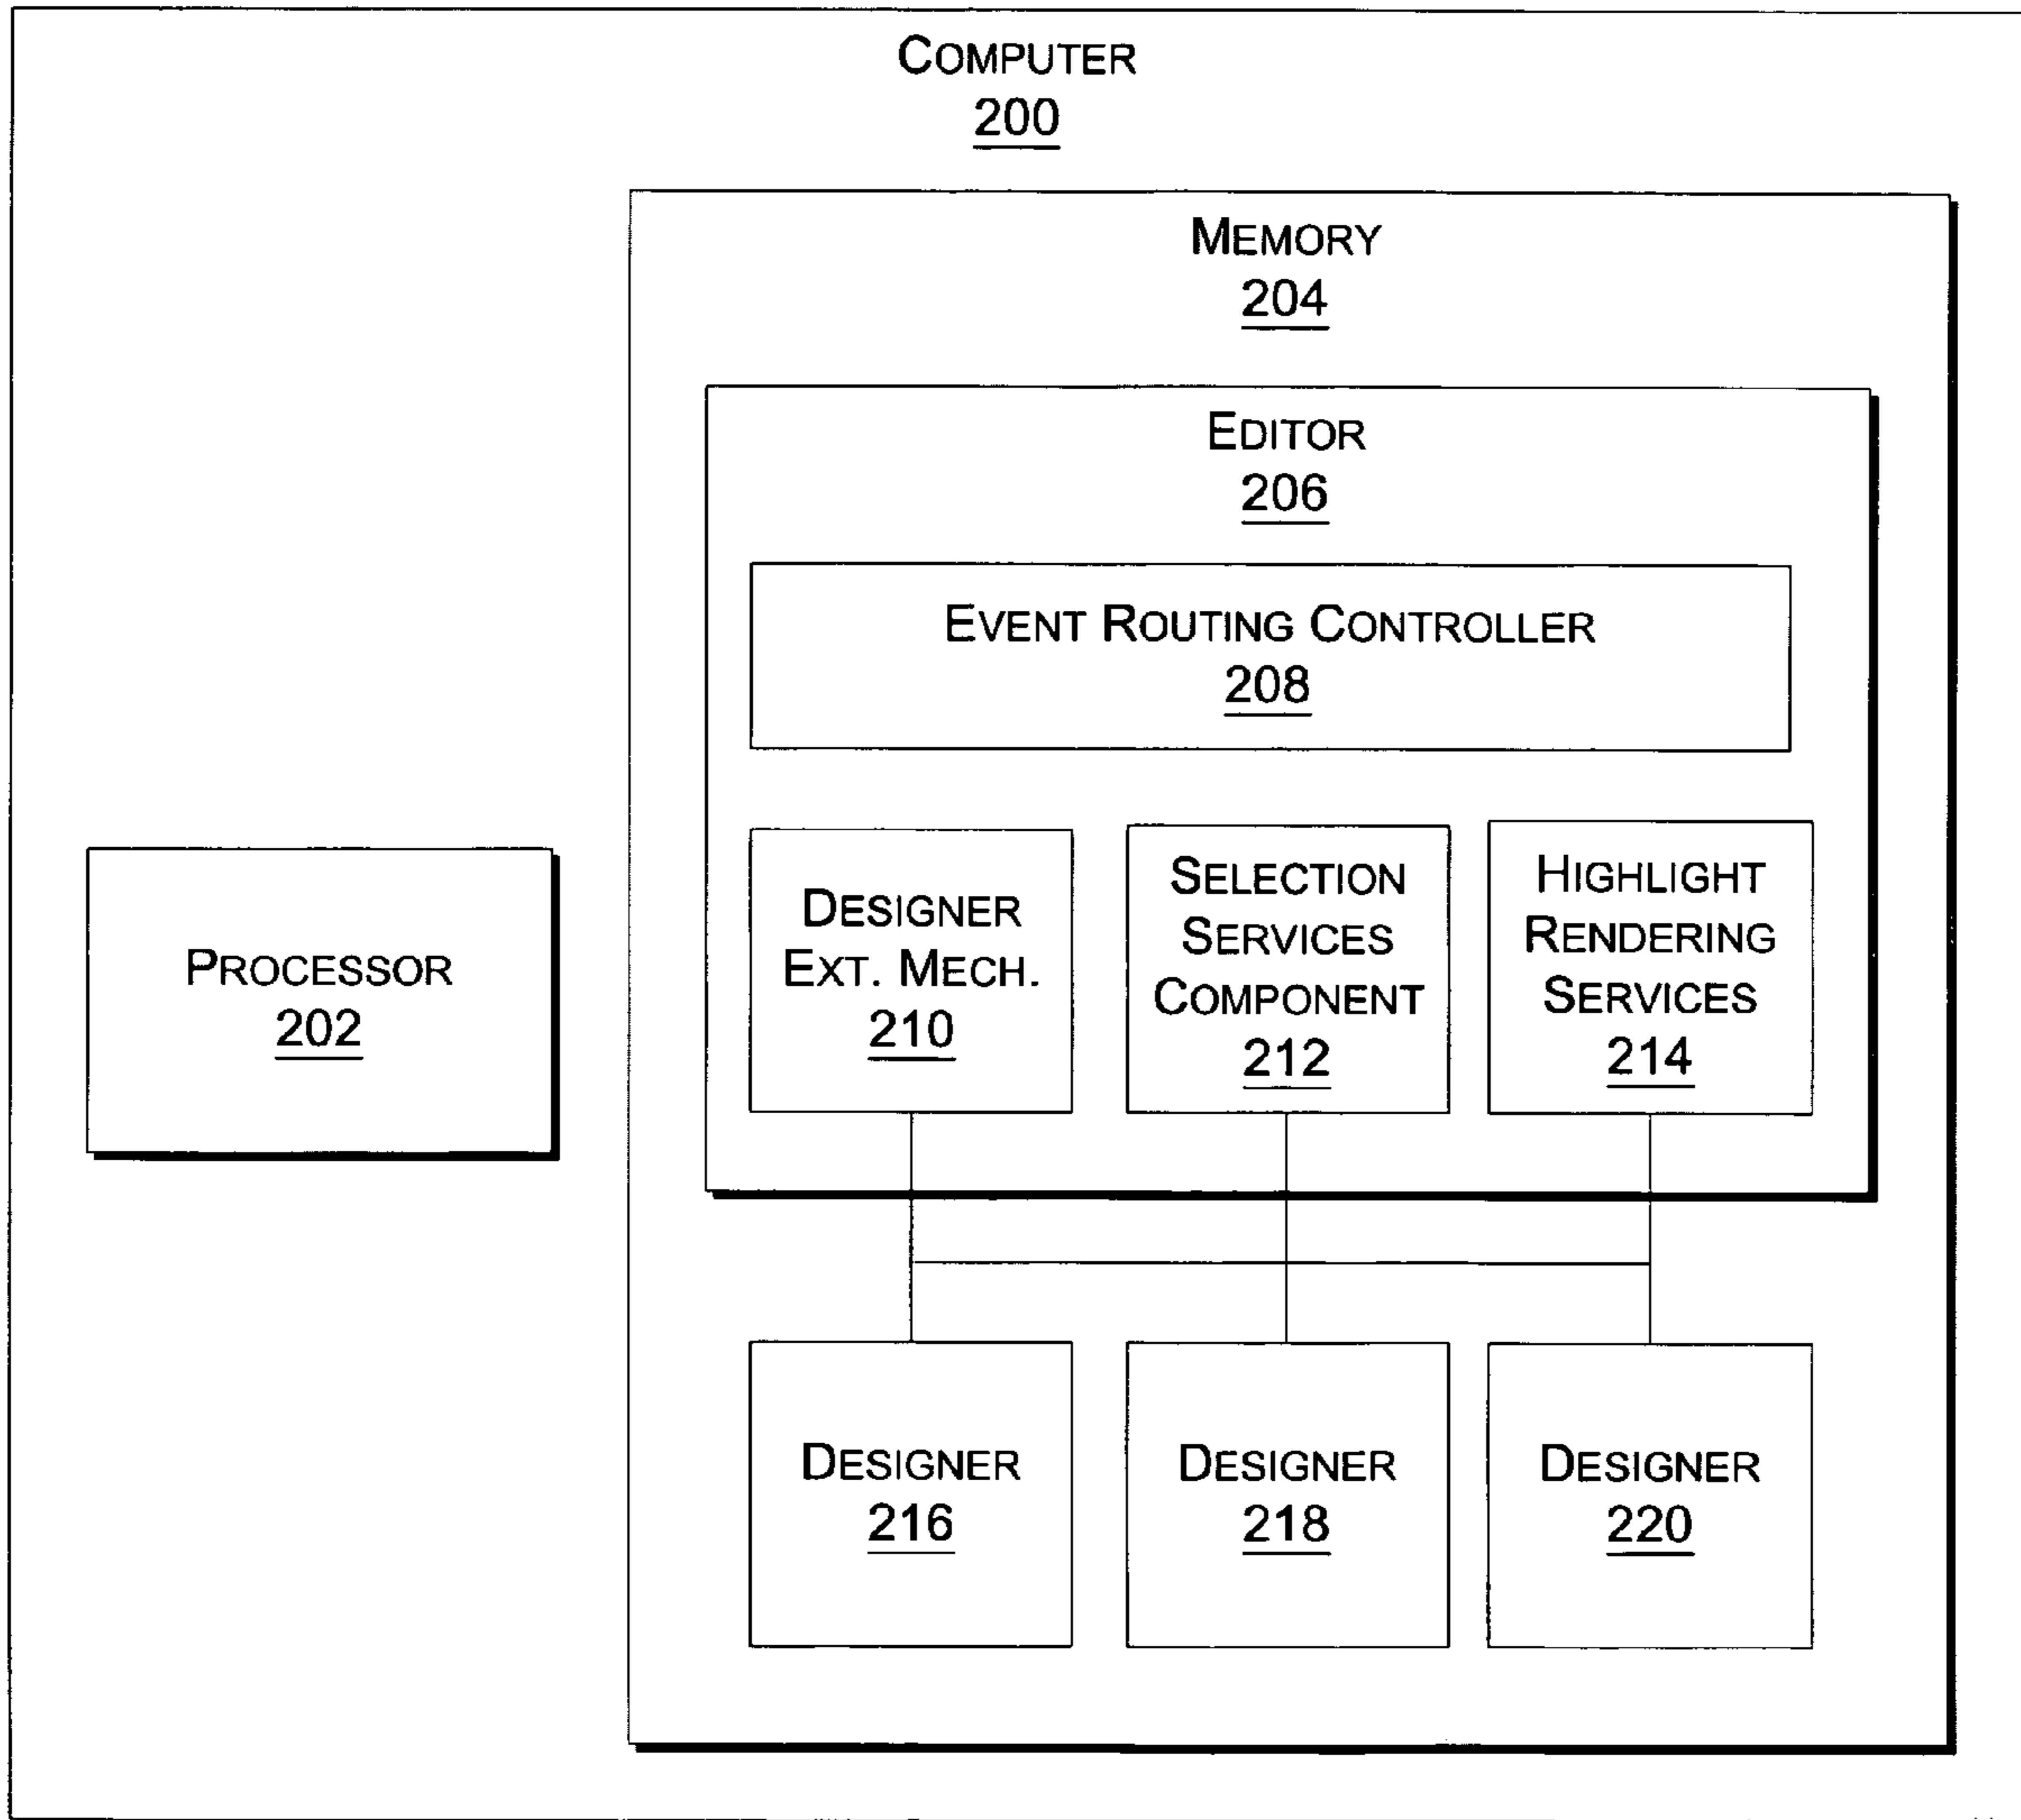 COMPUTER
200
MEMORY
204
EDITOR
206
EVENT ROUTING CONTROLLER
208
PROCESSOR
202
DESIGNER
EXT. MECH.
210
SELECTION
SERVICES
COMPONENT
212
HIGHLIGHT
RENDERING
SERVICES
214
DESIGNER
216
DESIGNER
218
DESIGNER
220